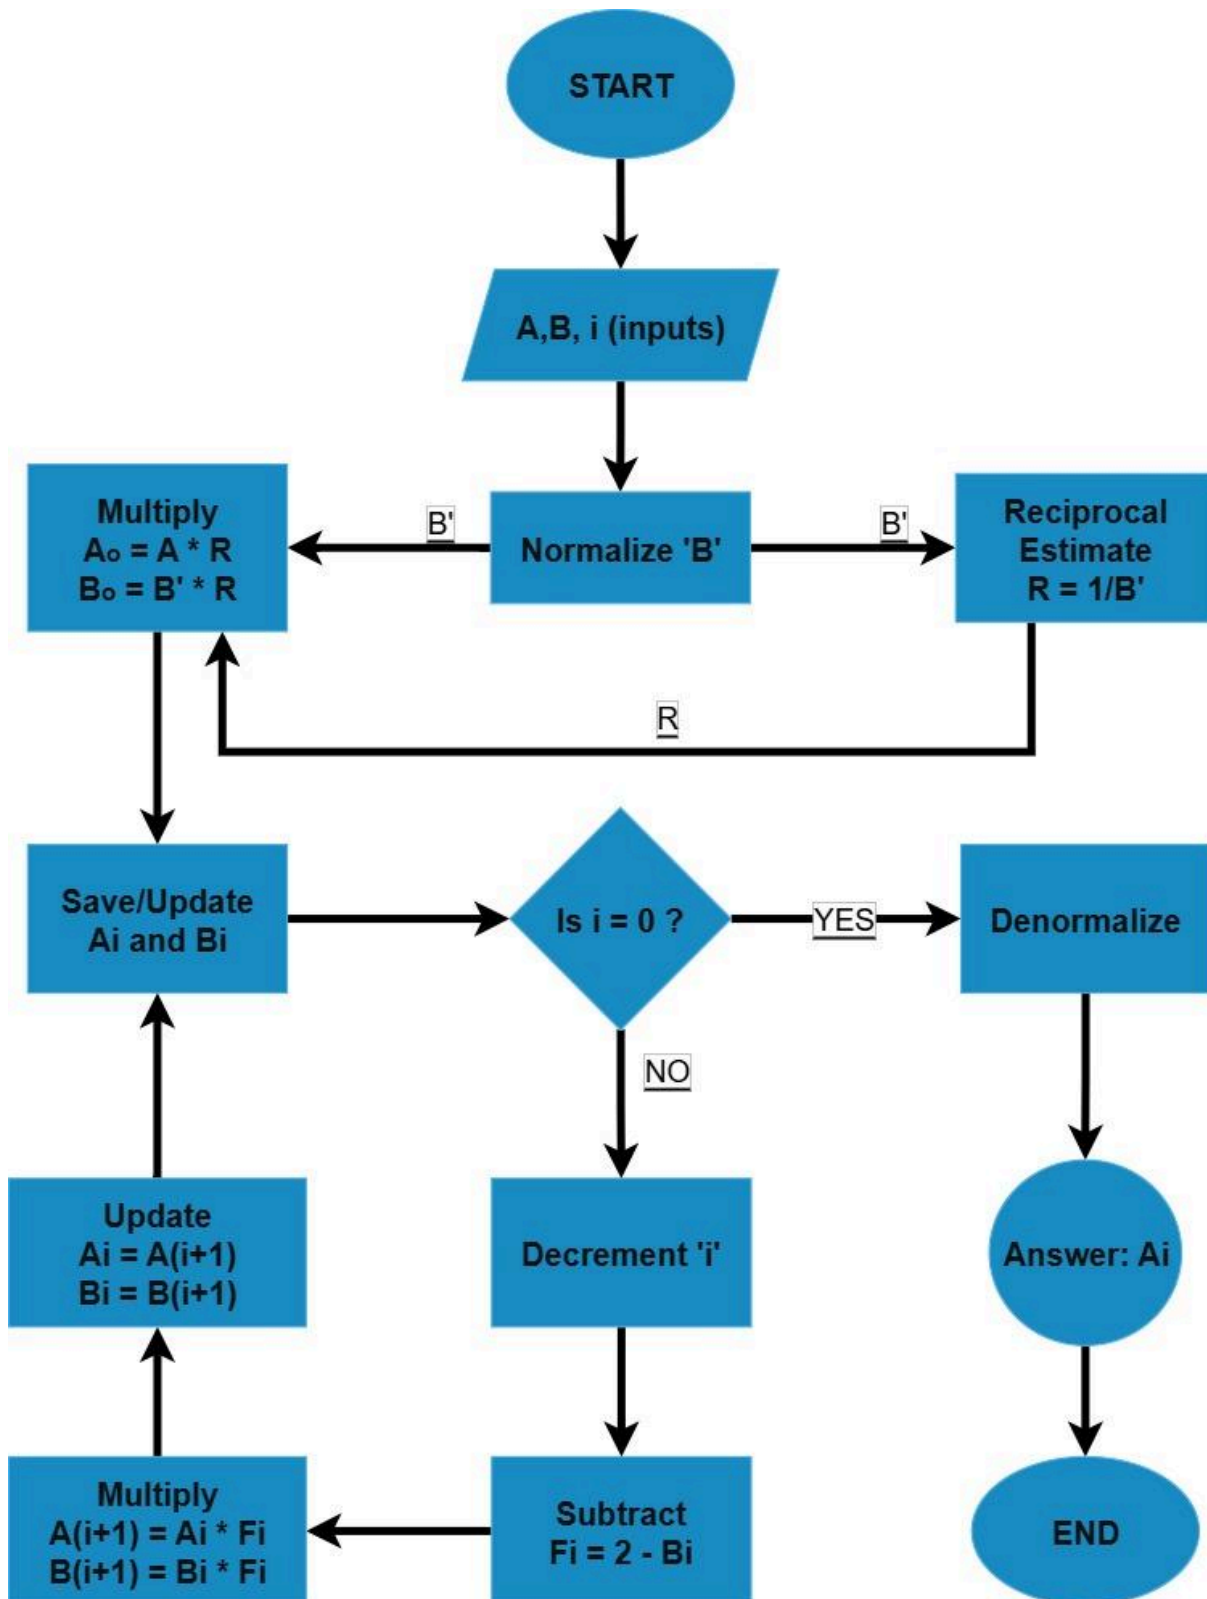 START
A,B, i (inputs)
Multiply
Ao = A * R
Bo = B' * R
B'
Normalize 'B'
B'
Reciprocal
Estimate
R = 1/B'
R
Save/Update
Ai and Bi
Is i = 0 ?
YES
Denormalize
NO
Update
Ai = A(i+1)
Bi = B(i+1)
Decrement 'i'
Answer: Ai
Multiply
A(i+1) = Ai * Fi
B(i+1) = Bi * Fi
Subtract
Fi = 2 - Bi
END